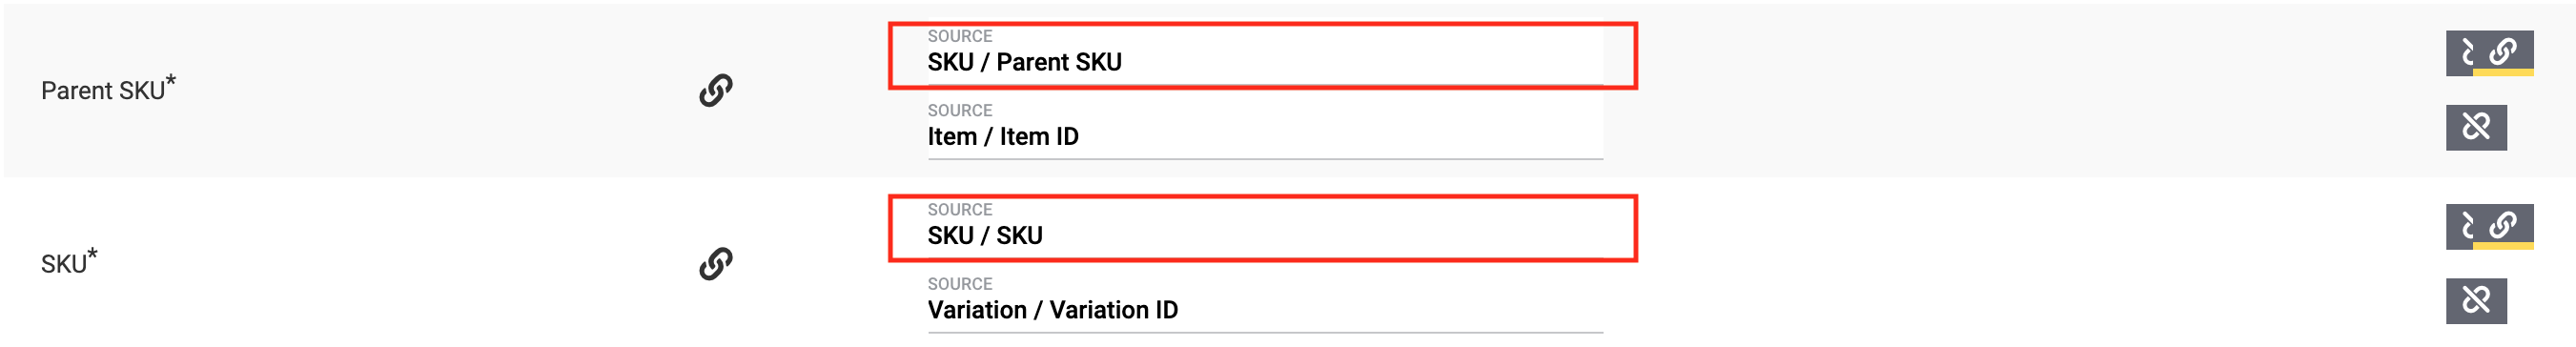 SOURCE
SKU / Parent SKU
Parent SKU*
SOURCE
Item / Item ID
SOURCE
SKU / SKU
SKU*
SOURCE
Variation / Variation ID